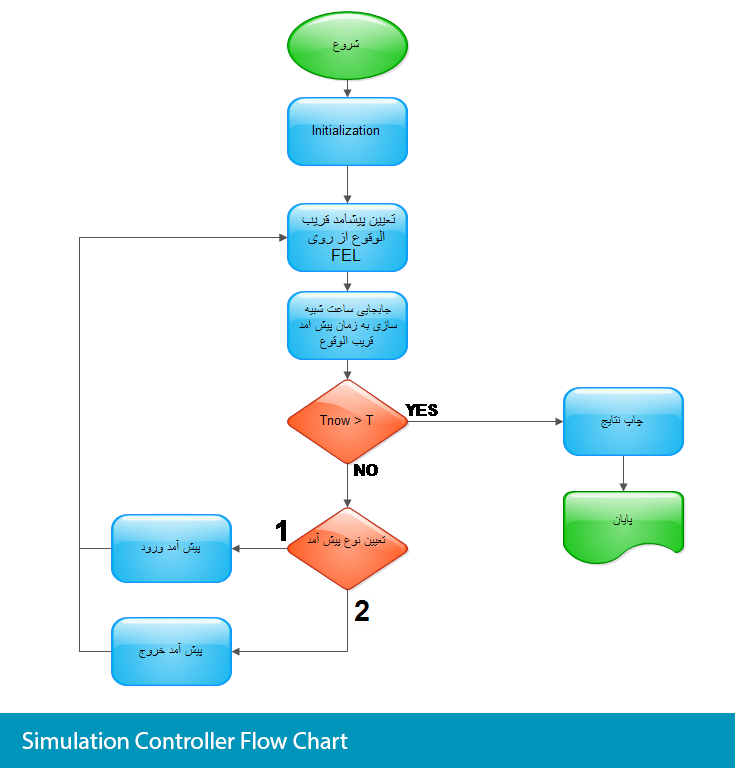 شروع
Initialization
تعیین پیشامد قریب
الوقوع از روی
FEL
جابجایی ساعت شبیه
سازی به زمان پیش امد
قریب الوقوع
Tnow > T
YES
چاپ نتایج
NO
پایان
تعیین نوع پیش آمد
1
پیش آمد ورود
2
پیش آمد خروج
Simulation Controller Flow Chart